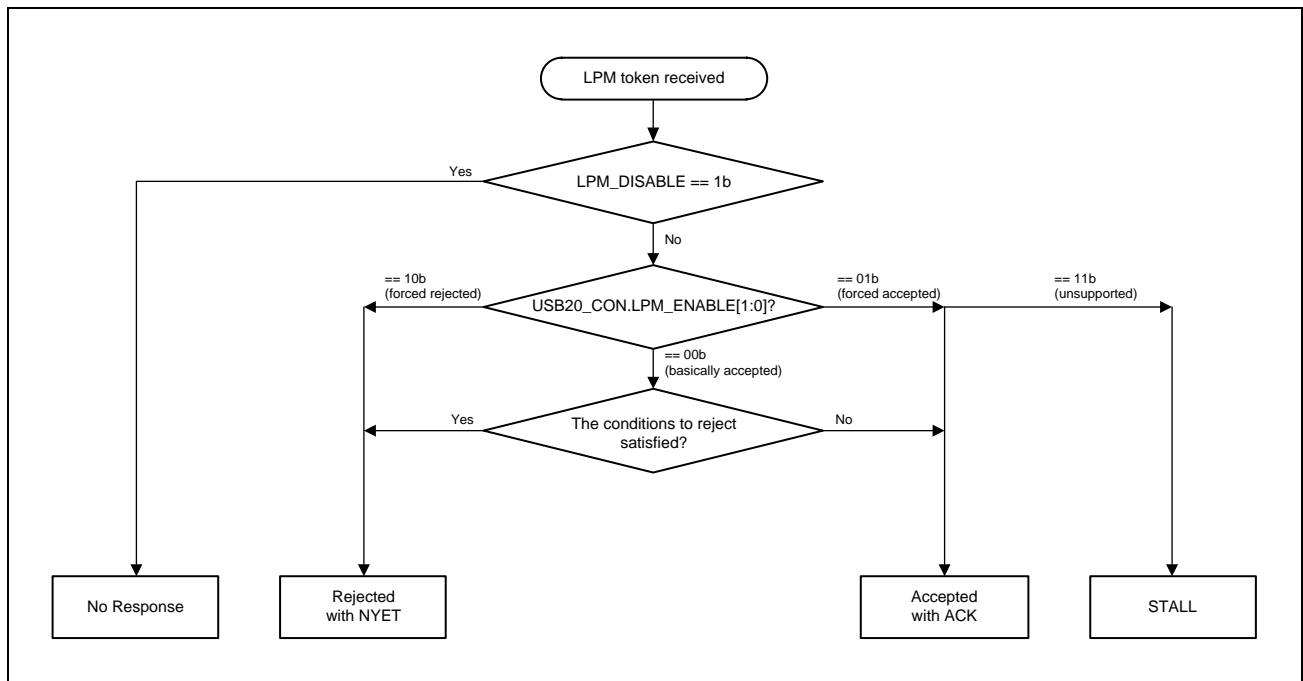 LPM token received
Yes
LPM_DISABLE == 1b
No
== 10b
(forced rejected)
USB20_CON.LPM_ENABLE[1:0]?
== 01b
(forced accepted)
== 11b
(unsupported)
== 00b
(basically accepted)
Yes
The conditions to reject
satisfied?
No
No Response
Rejected
with NYET
Accepted
with ACK
STALL